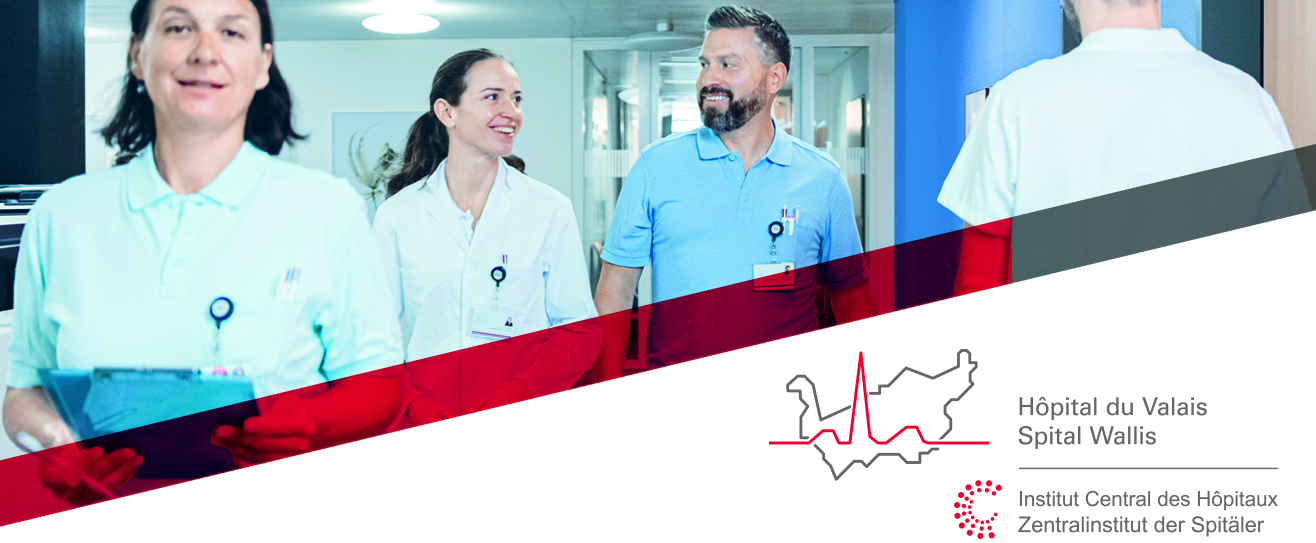 Hôpital du Valais
Spital Wallis
Institut Central des Hôpitaux
Zentralinstitut der Spitäler